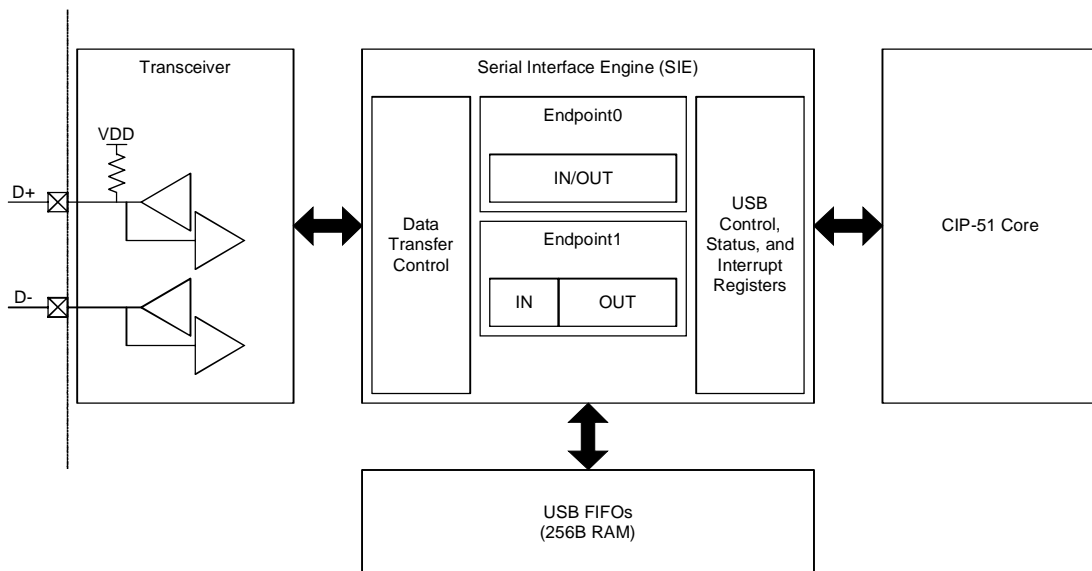 Transceiver
VDD
D+
D-
Serial Interface Engine (SIE)
Data
Transfer
Control
Endpoint0
IN/OUT
Endpoint1
IN
OUT
USB
Control,
Status, and
Interrupt
Registers
CIP-51 Core
USB FIFOs
(256B RAM)